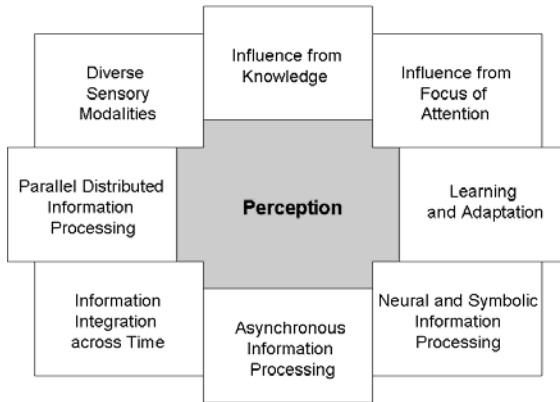 Influence from
Knowledge
Diverse
Sensory
Modalities
Influence from
Focus of
Attention
Parallel Distributed
Information
Processing
Perception
Learning
and Adaptation
Information
Integration
across Time
Asynchronous
Information
Processing
Neural and Symbolic
Information
Processing